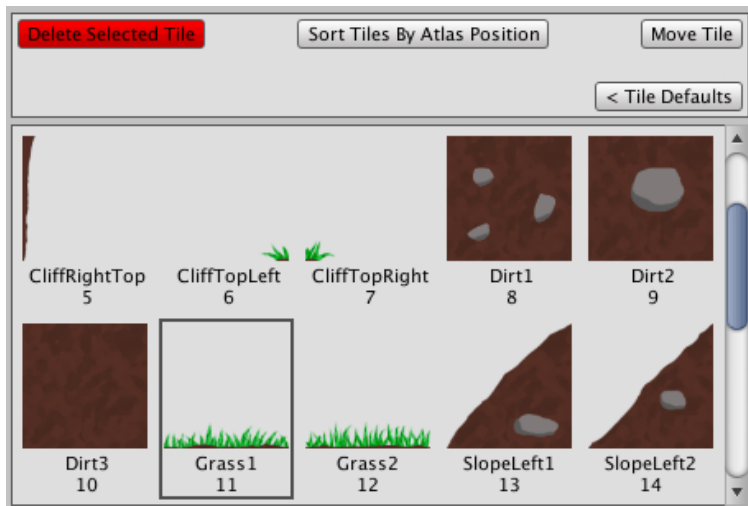 Delete Selected Tile
Sort Tiles By Atlas Position
Move Tile
< Tile Defaults
CliffRightTop
5
CliffTopLeft
6
CliffTopRight
7
Dirt1
8
Dirt2
9
Dirt3
10
Grass1
11
Grass2
12
SlopeLeft1
13
SlopeLeft2
14